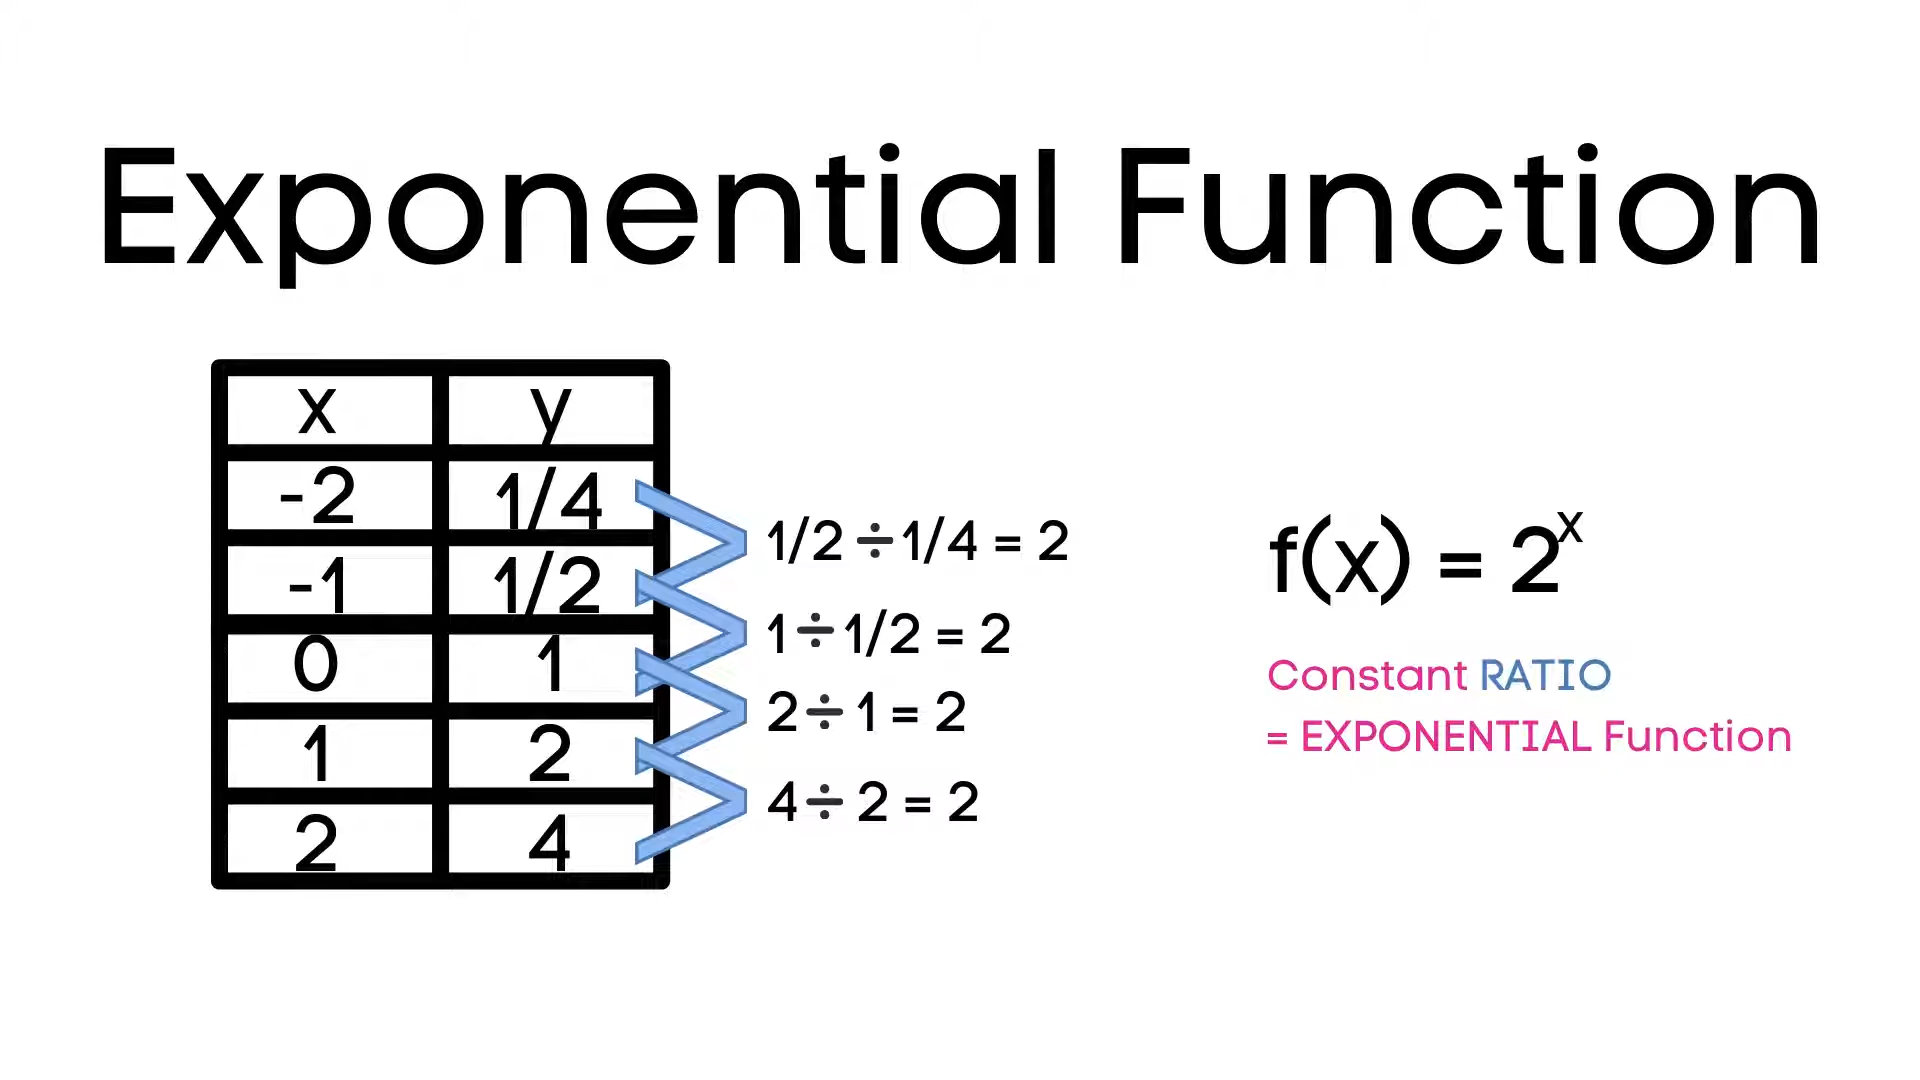 Exponential Function
x y
-2 1/4
-1 1/2
0 1
1 2
2 4
1/2 ÷ 1/4 = 2
1 ÷ 1/2 = 2
2 ÷ 1 = 2
4 ÷ 2 = 2
f(x) = 2ˣ
Constant RATIO
= EXPONENTIAL Function